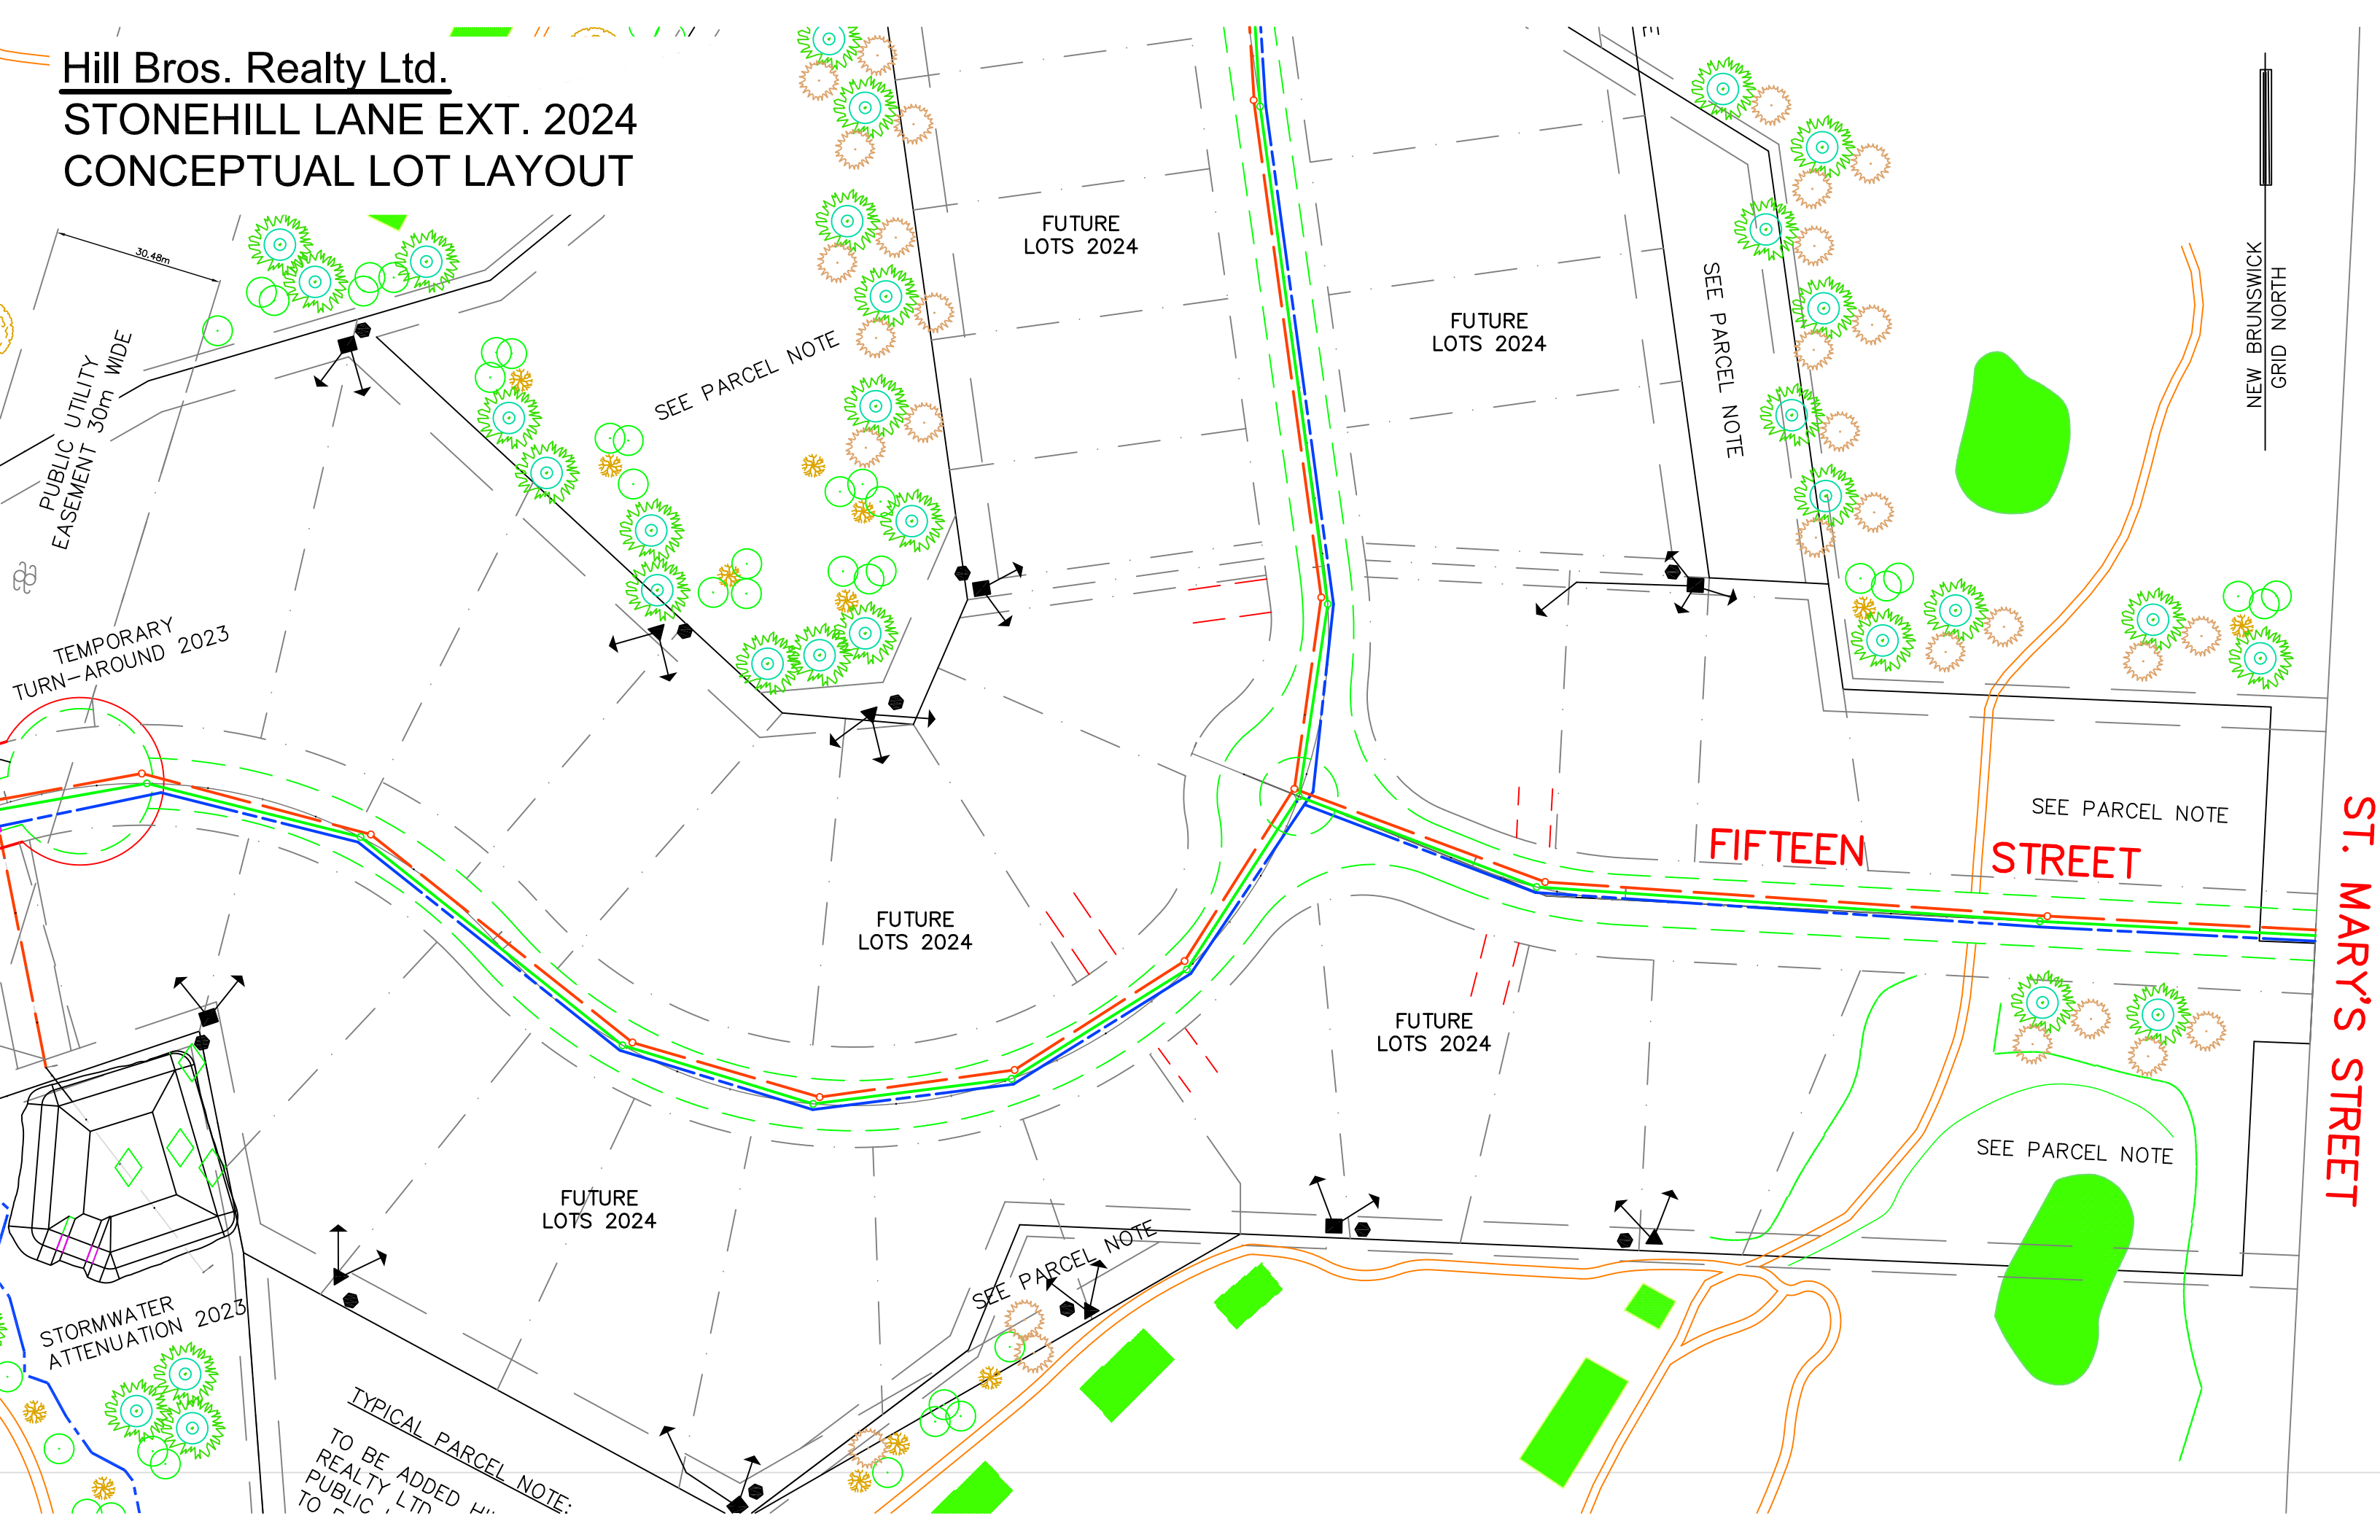 Hill Bros. Realty Ltd.
STONEHILL LANE EXT. 2024
CONCEPTUAL LOT LAYOUT
30.48m
PUBLIC UTILITY
EASEMENT 30m WIDE
SEE PARCEL NOTE
FUTURE
LOTS 2024
FUTURE
LOTS 2024
SEE PARCEL NOTE
NEW BRUNSWICK
GRID NORTH
TEMPORARY
TURN-AROUND 2023
SEE PARCEL NOTE
FIFTEEN STREET
ST. MARY'S STREET
FUTURE
LOTS 2024
FUTURE
LOTS 2024
SEE PARCEL NOTE
FUTURE
LOTS 2024
SEE PARCEL NOTE
STORMWATER
ATTENUATION 2023
TYPICAL PARCEL NOTE:
TO BE ADDED
REALTY LTD
PUBLIC
TO